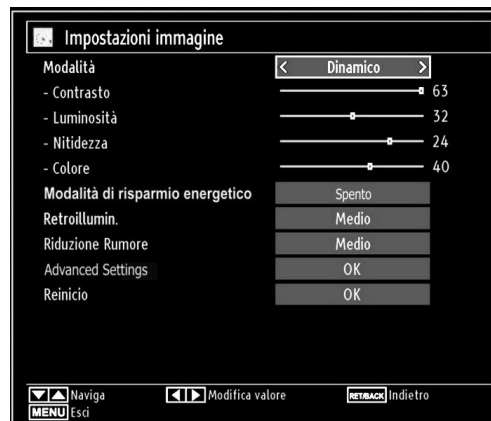 Impostazioni immagine
Modalità Dinamico
- Contrasto 63
- Luminosità 32
- Nitidezza 24
- Colore 40
Modalità di risparmio energetico Spento
Retroillumin. Medio
Riduzione Rumore Medio
Advanced Settings OK
Reinicio OK
Naviga Modifica valore RET/BACK Indietro
MENU Esci